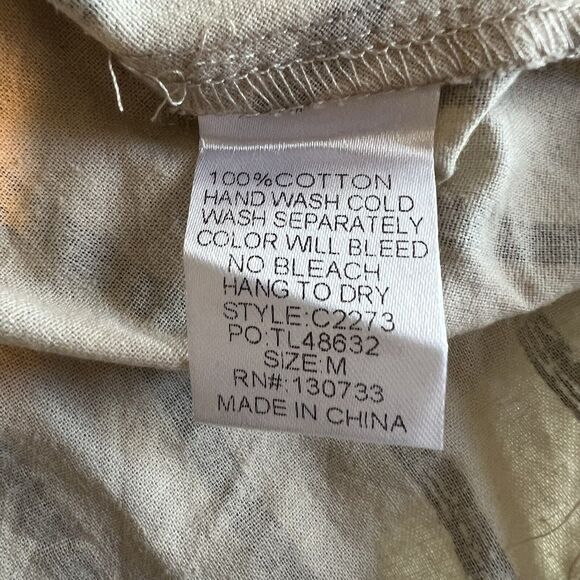 100%COTTON
HAND WASH COLD
WASH SEPARATELY
COLOR WILL BLEED
NO BLEACH
HANG TO DRY
STYLE:C2273
PO:TL48632
SIZE:M
RN#:130733
MADE IN CHINA